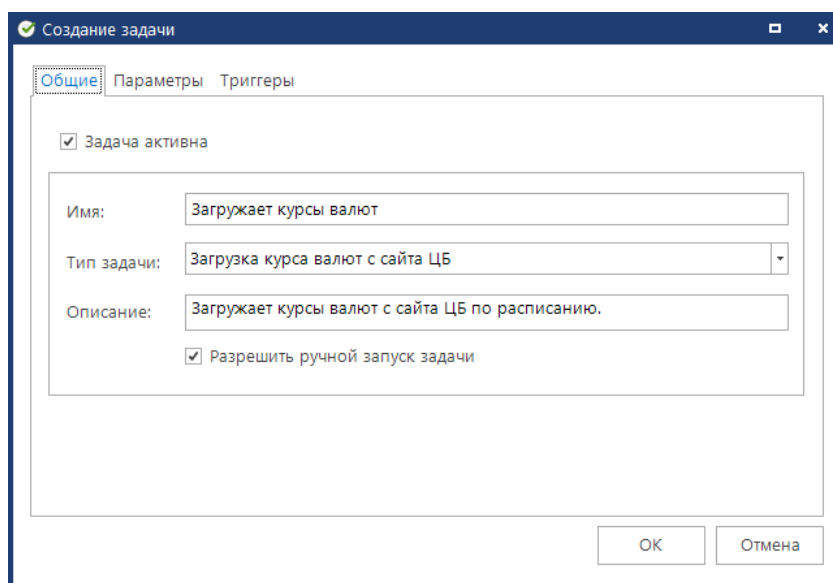 Создание задачи
Общие Параметры Триггеры
Задача активна
Имя: Загружает курсы валют
Тип задачи: Загрузка курса валют с сайта ЦБ
Описание: Загружает курсы валют с сайта ЦБ по расписанию.
Разрешить ручной запуск задачи
ОК Отмена